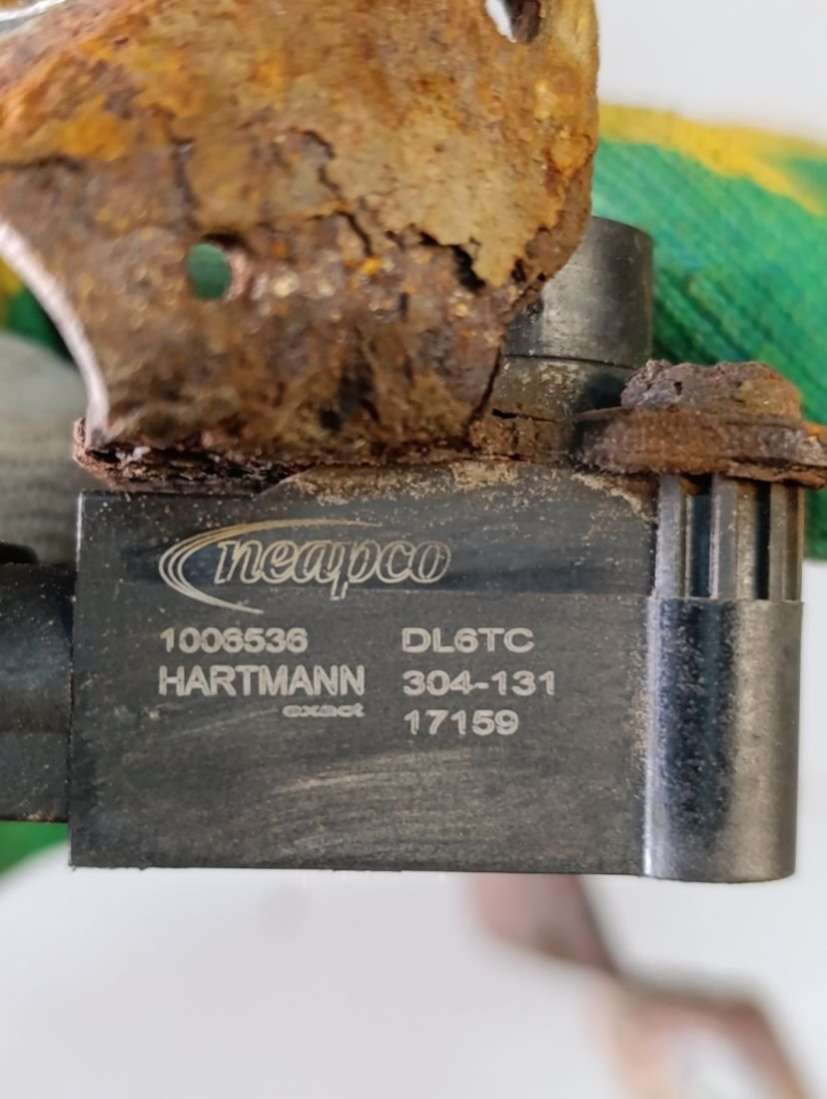 neapco
1006536 DL6TC
HARTMANN 304-131
exact 17159